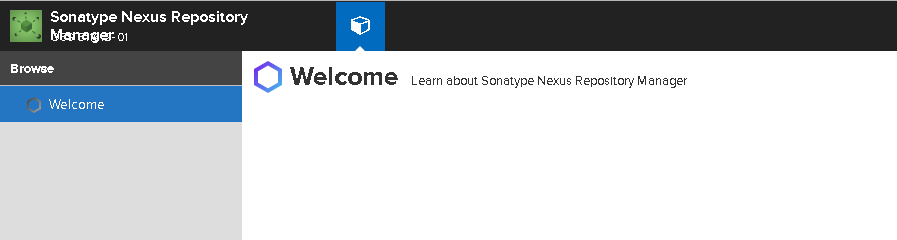 Sonatype Nexus Repository
Manager
Browse
Welcome
Welcome Learn about Sonatype Nexus Repository Manager